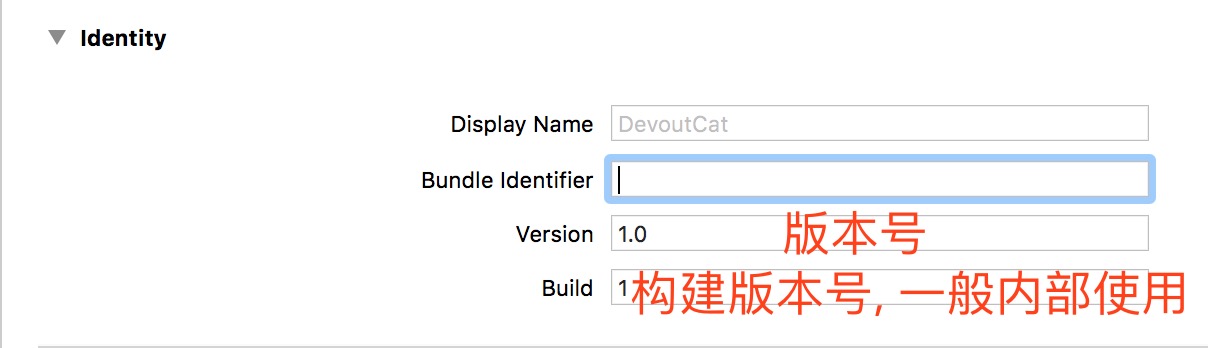 Identity
Display Name DevoutCat
Bundle Identifier
Version 1.0 版本号
Build 1 构建版本号, 一般内部使用